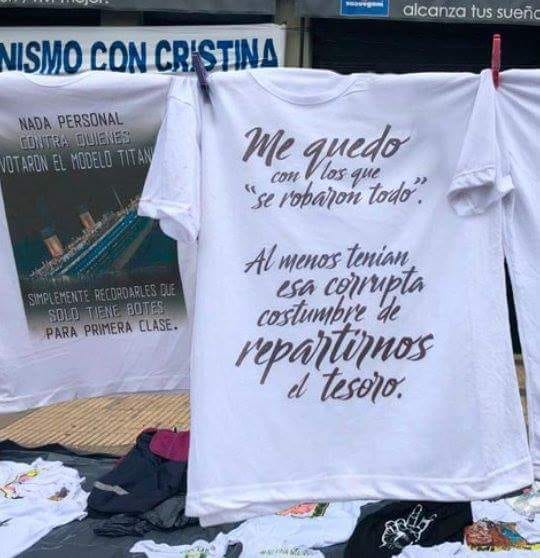 alcanza tus sueño
NISMO CON CRISTINA
NADA PERSONAL
CONTRA QUIENES
VOTARON EL MODELO TITAN
SIMPLEMENTE RECORDARLES QUE
SOLO TIENE BOTES
PARA PRIMERA CLASE.
Me quedo
con los que
"se robaron todo".
Al menos tenian
esa corrupta
costumbre de
repartirnos
el tesoro.